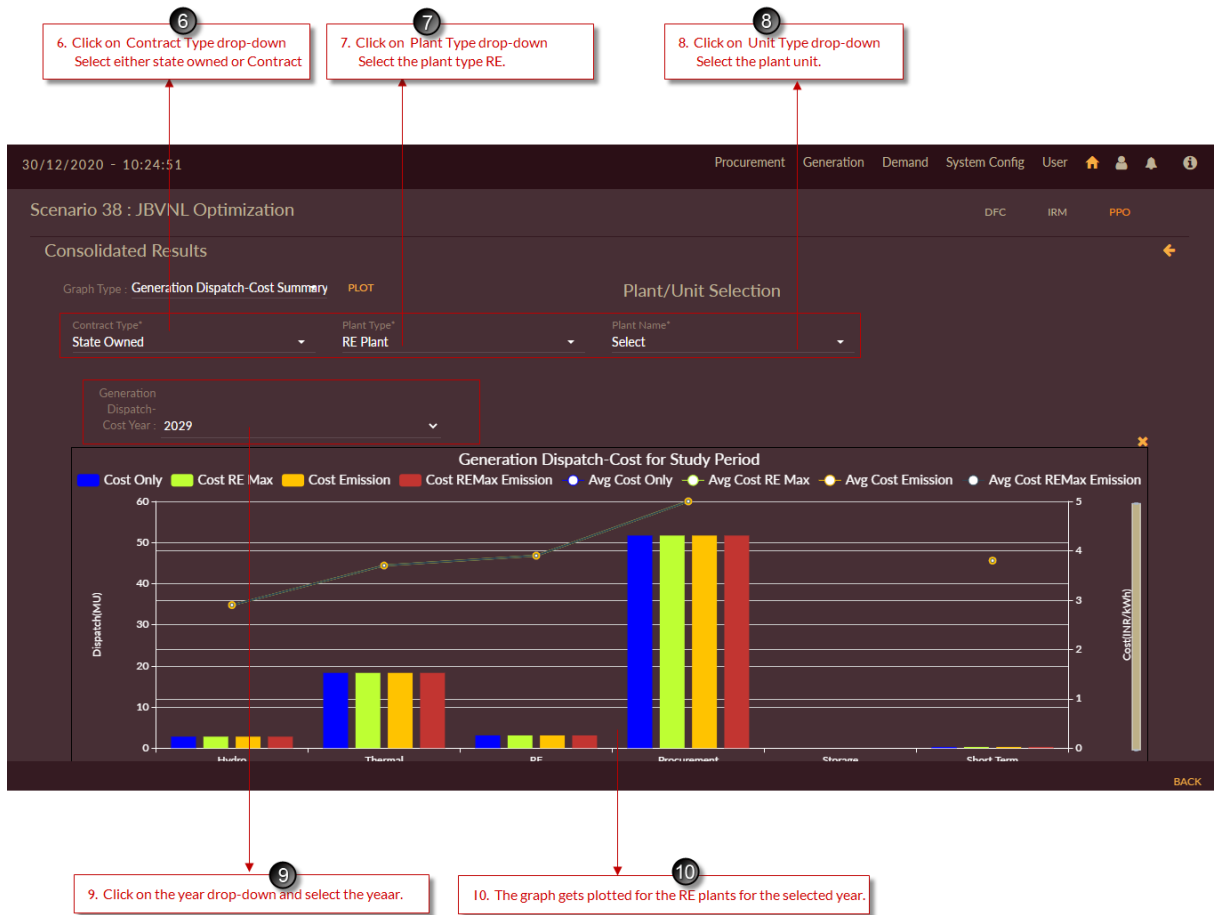 6
7
8
6. Click on Contract Type drop-down
Select either state owned or Contract
7. Click on Plant Type drop-down
Select the plant type RE.
8. Click on Unit Type drop-down
Select the plant unit.
30/12/2020 - 10:24:51
Procurement Generation Demand System Config User
Scenario 38 : JBVNL Optimization
DFC IRM PPO
Consolidated Results
Graph Type : Generation Dispatch-Cost Summary PLOT
Plant/Unit Selection
Contract Type* Plant Type* Plant Name*
State Owned RE Plant Select
Generation
Dispatch-
Cost Year : 2029
Generation Dispatch-Cost for Study Period
Cost Only Cost RE Max Cost Emission Cost REMax Emission Avg Cost Only Avg Cost RE Max Avg Cost Emission Avg Cost REMax Emission
60 5
50
4
40
3
30
2
20
1
10
0 0
Dispatch(MU)
Cost(INR/kWh)
Hydro Thermal RE Procurement Storage Short Term
BACK
9
10
9. Click on the year drop-down and select the yeaar.
10. The graph gets plotted for the RE plants for the selected year.